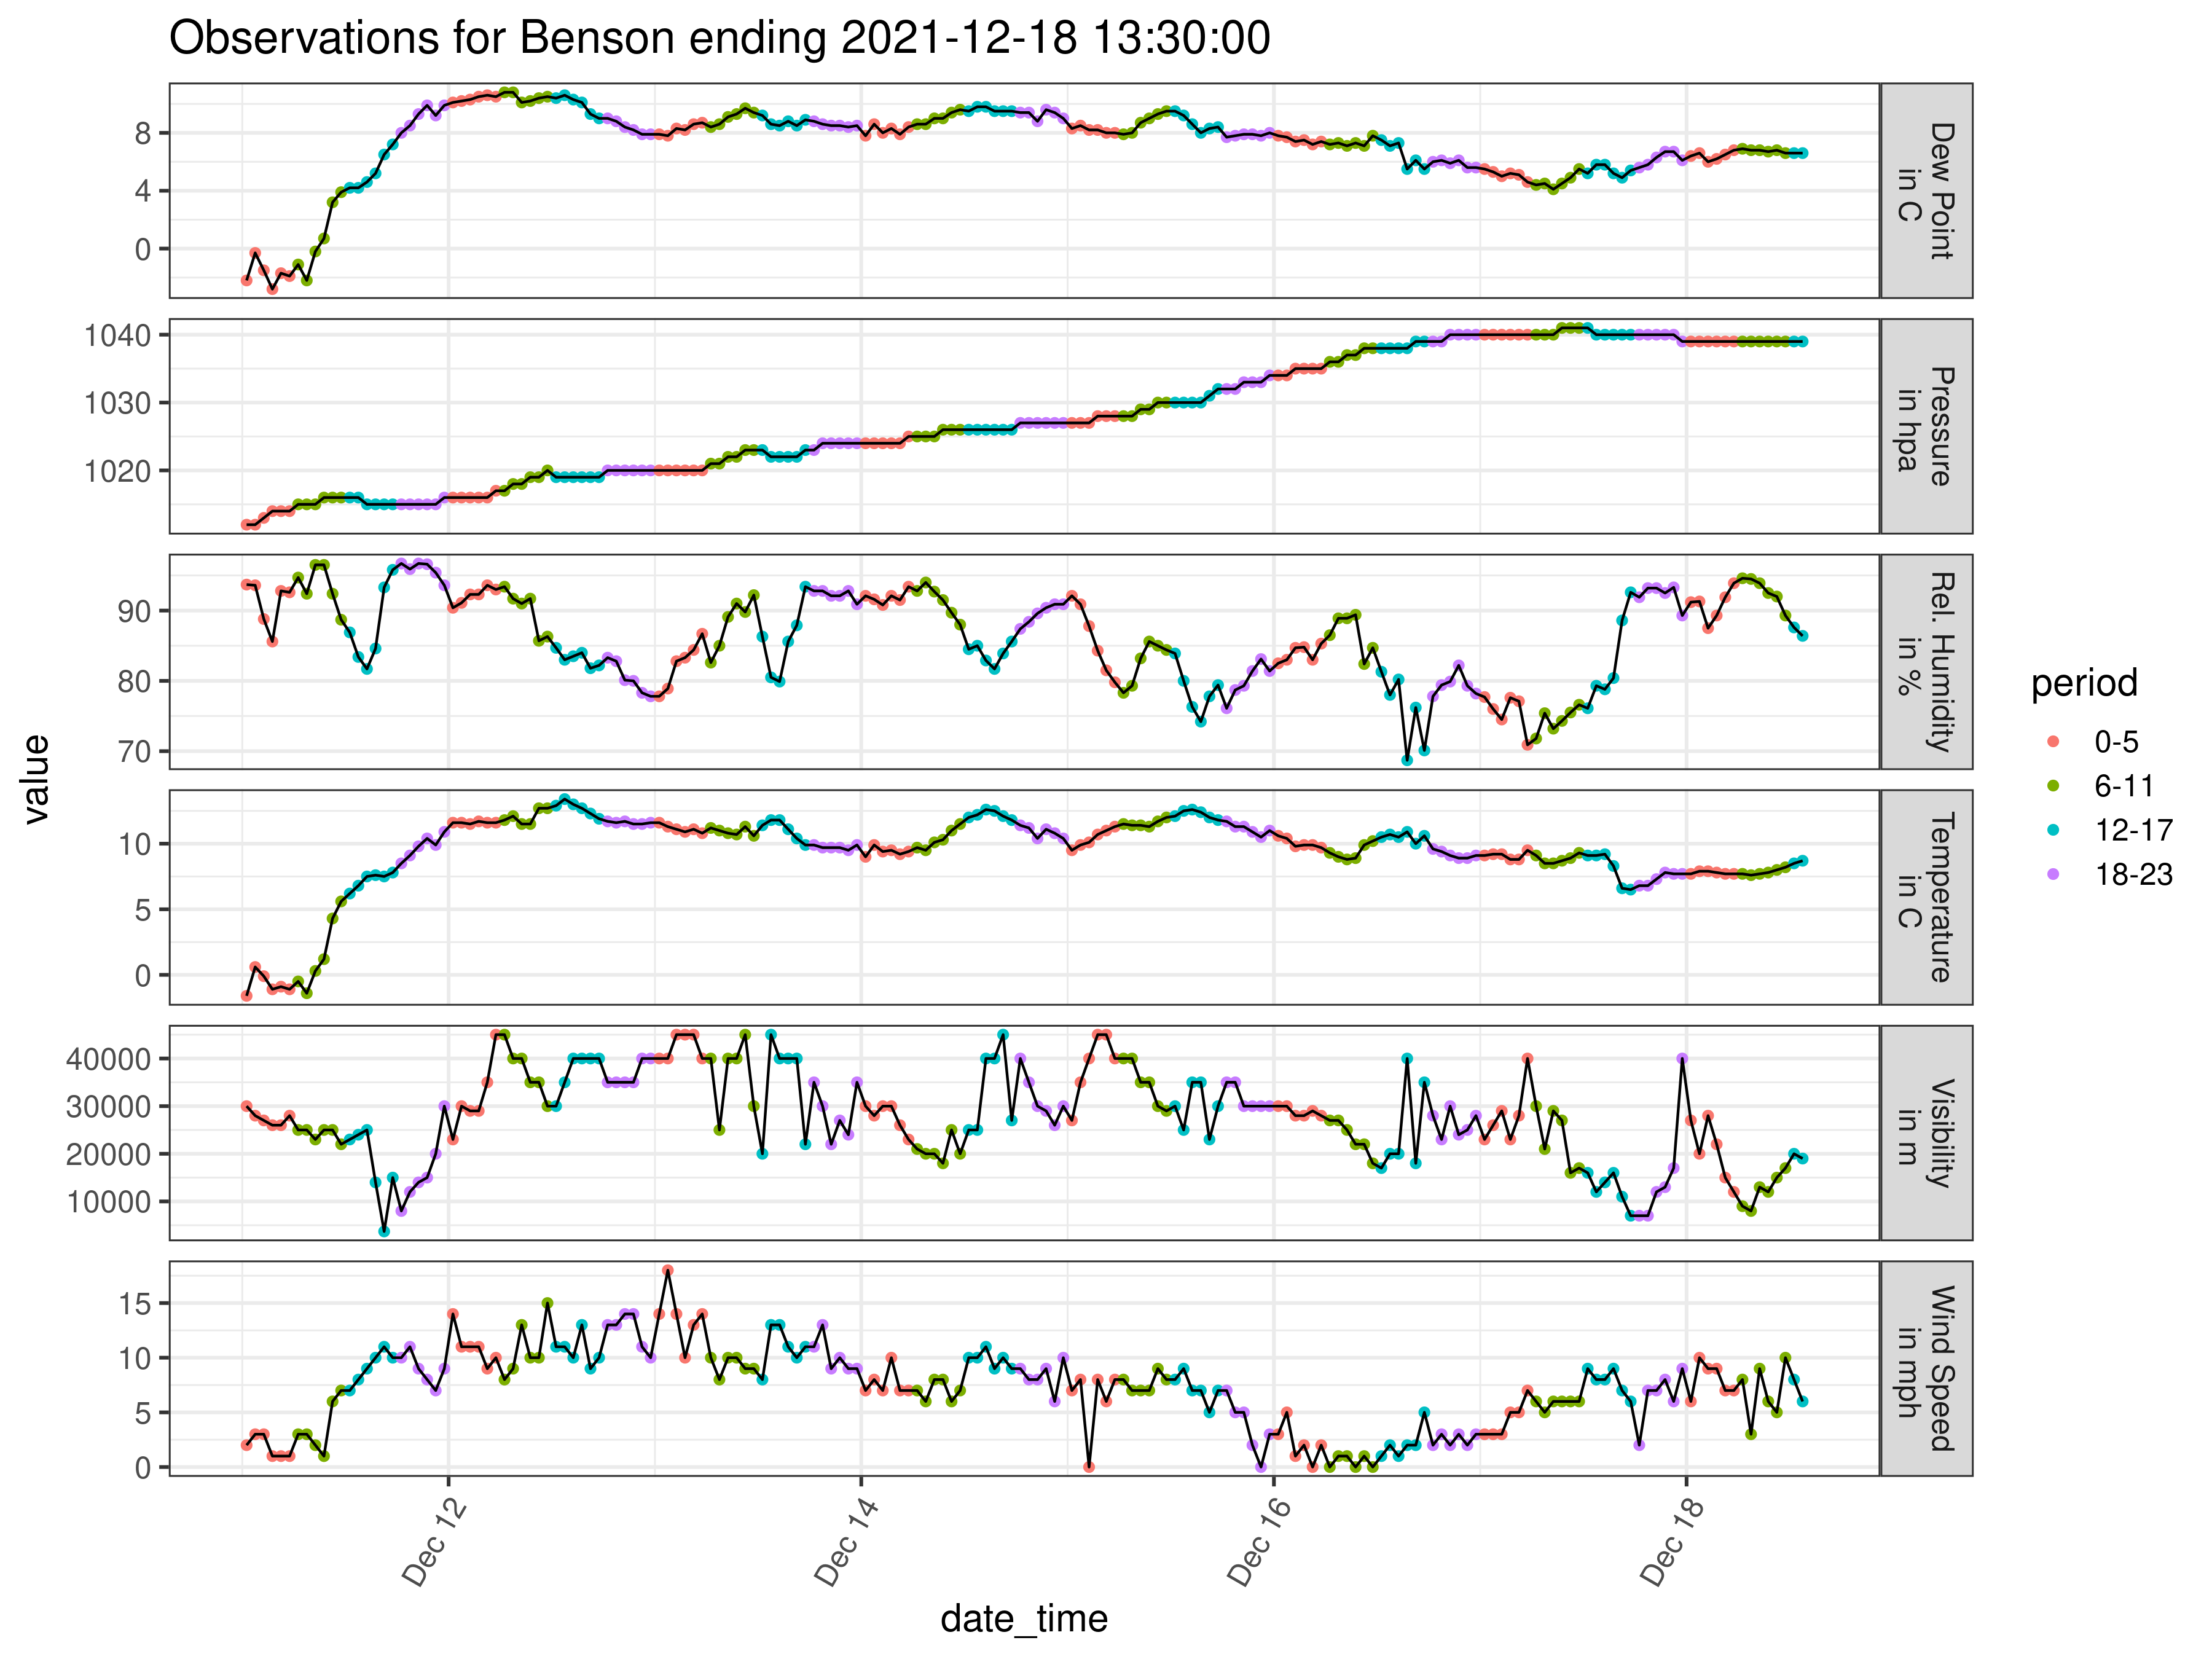 Observations for Benson ending 2021-12-18 13:30:00
8
4
0
Dew Point
in C
1040
1030
1020
Pressure
in hpa
90
80
70
Rel. Humidity
in %
10
5
0
Temperature
in C
40000
30000
20000
10000
Visibility
in m
15
10
5
0
Wind Speed
in mph
value
Dec 12
Dec 14
Dec 16
Dec 18
date_time
period
0-5
6-11
12-17
18-23